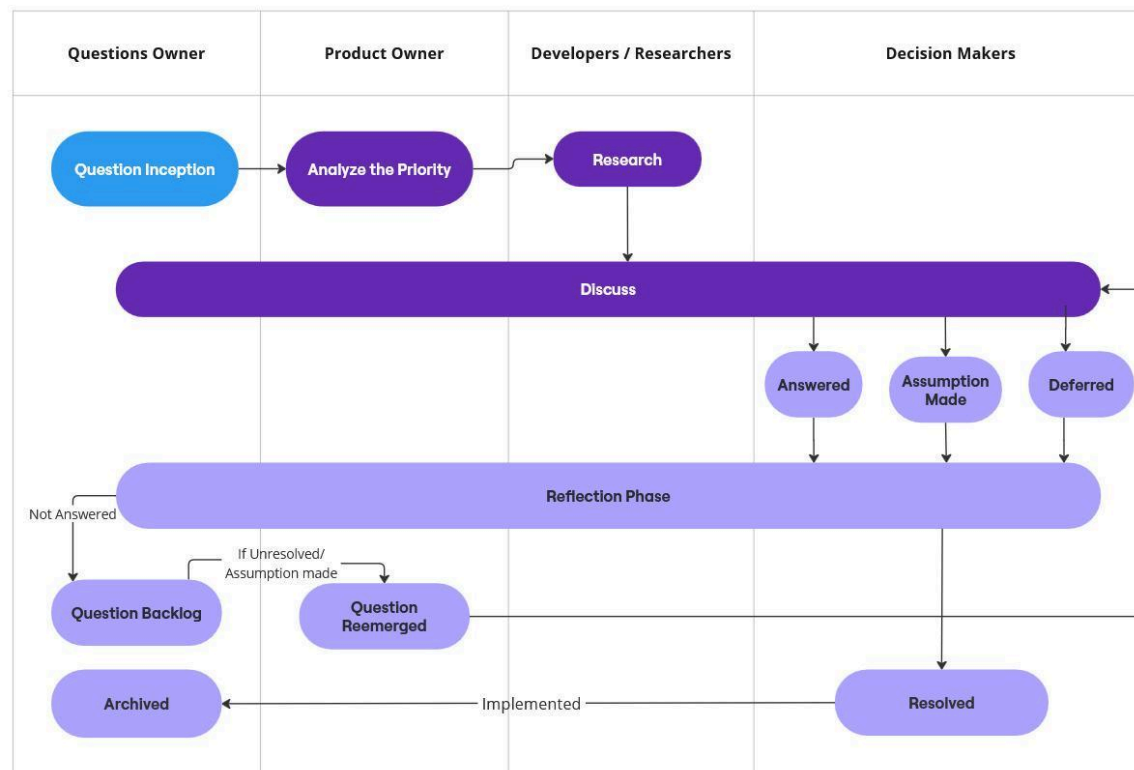 Questions Owner
Product Owner
Developers / Researchers
Decision Makers
Question Inception
Analyze the Priority
Research
Discuss
Answered
Assumption
Made
Deferred
Reflection Phase
Not Answered
If Unresolved/
Assumption made
Question Backlog
Question
Reemerged
Archived
Implemented
Resolved